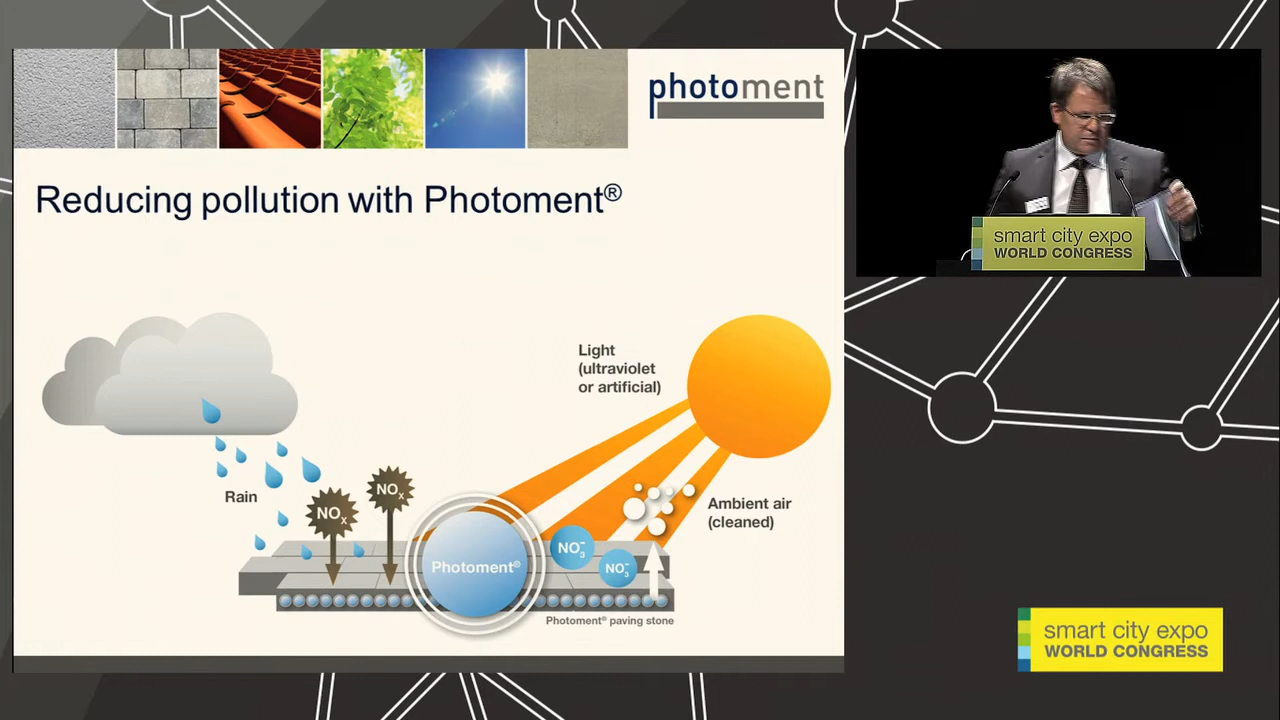 photoment
Reducing pollution with Photoment®
Light
(ultraviolet
or artificial)
Rain
NOx
NOx
Ambient air
(cleaned)
Photoment®
NO3-
NO3-
Photoment® paving stone
smart city expo
WORLD CONGRESS
smart city expo
WORLD CONGRESS